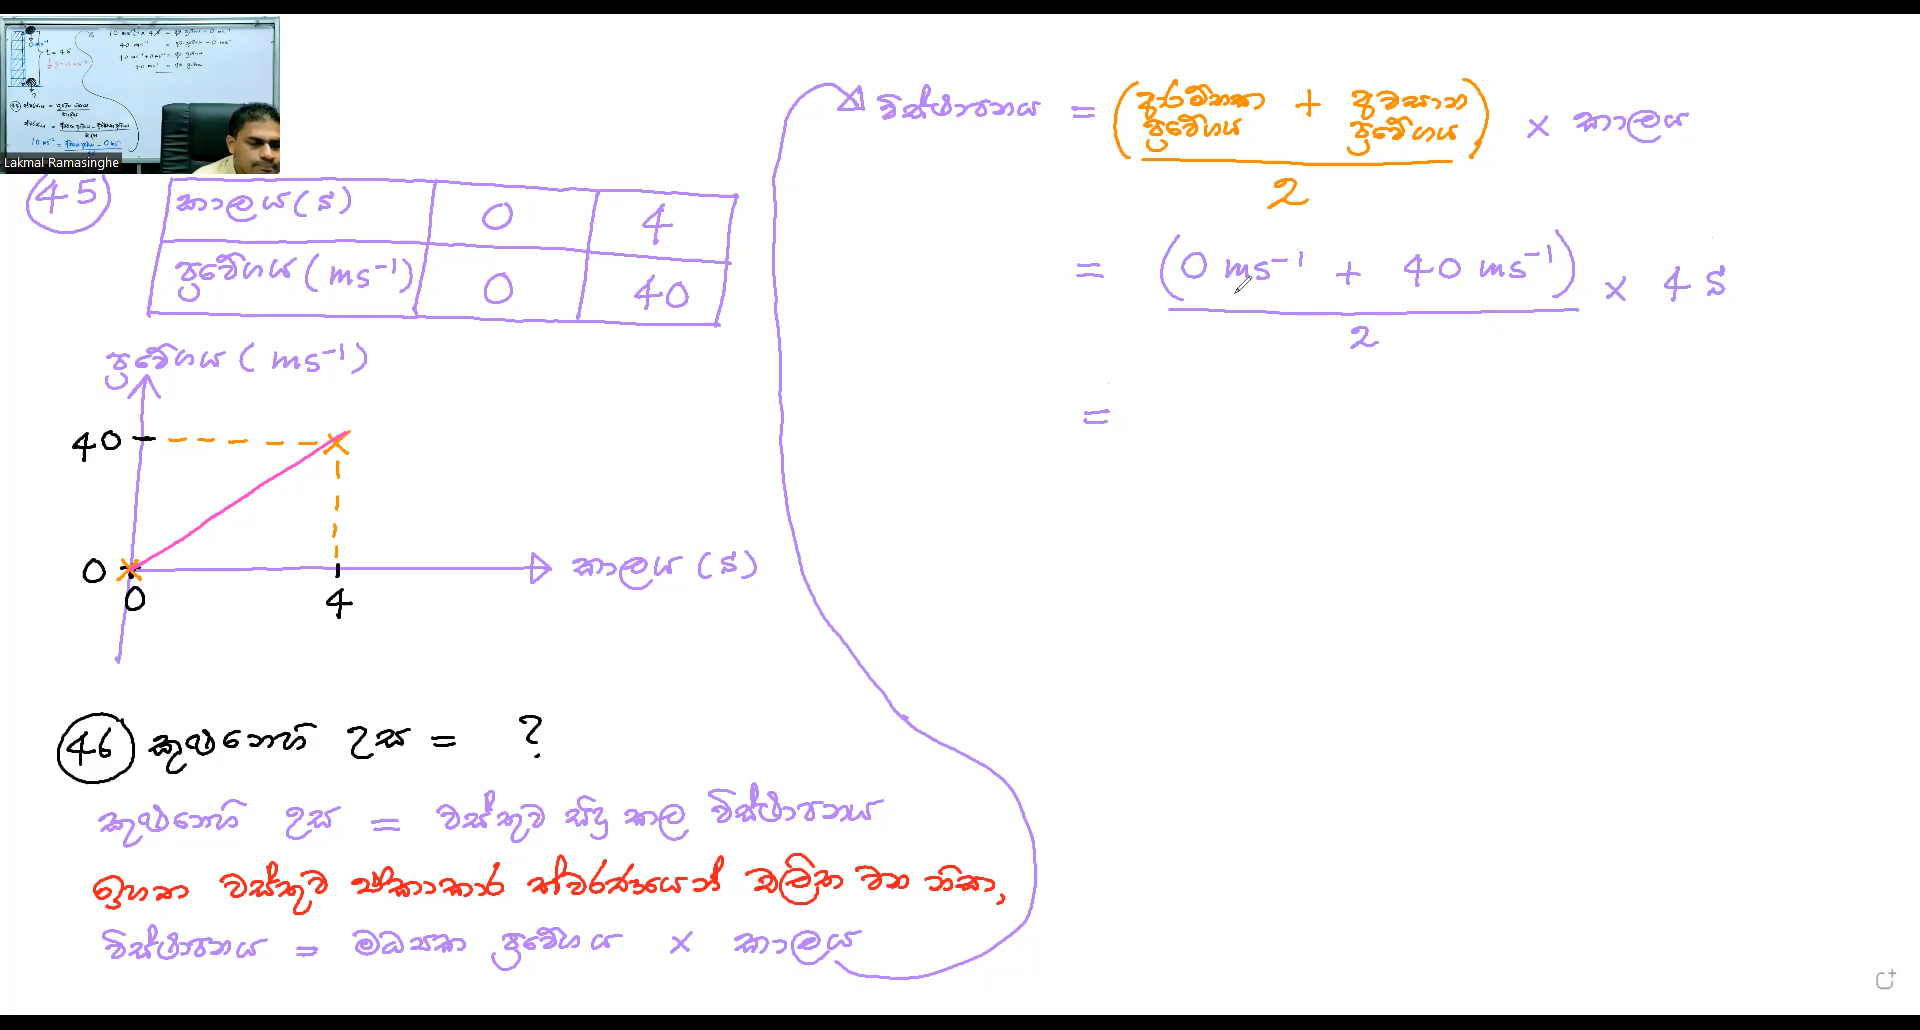 Lakmal Ramasinghe
45
කාලය (s) 0 4
ප්‍රවේගය (ms⁻¹) 0 40
ප්‍රවේගය (ms⁻¹)
40
0
0 4
කාලය (s)
46 කුළුනෙහි උස = ?
කුළුනෙහි උස = වස්තුව සිදු කල විස්ථාපනය
ඉහත වස්තුව ඒකාකාර ත්වරණයෙන් චලිත වන නිසා,
විස්ථාපනය = මධ්‍යක ප්‍රවේගය × කාලය
විස්ථාපනය = (ආරම්භක ප්‍රවේගය + අවසාන ප්‍රවේගය) / 2 × කාලය
= (0 ms⁻¹ + 40 ms⁻¹) / 2 × 4 s
=